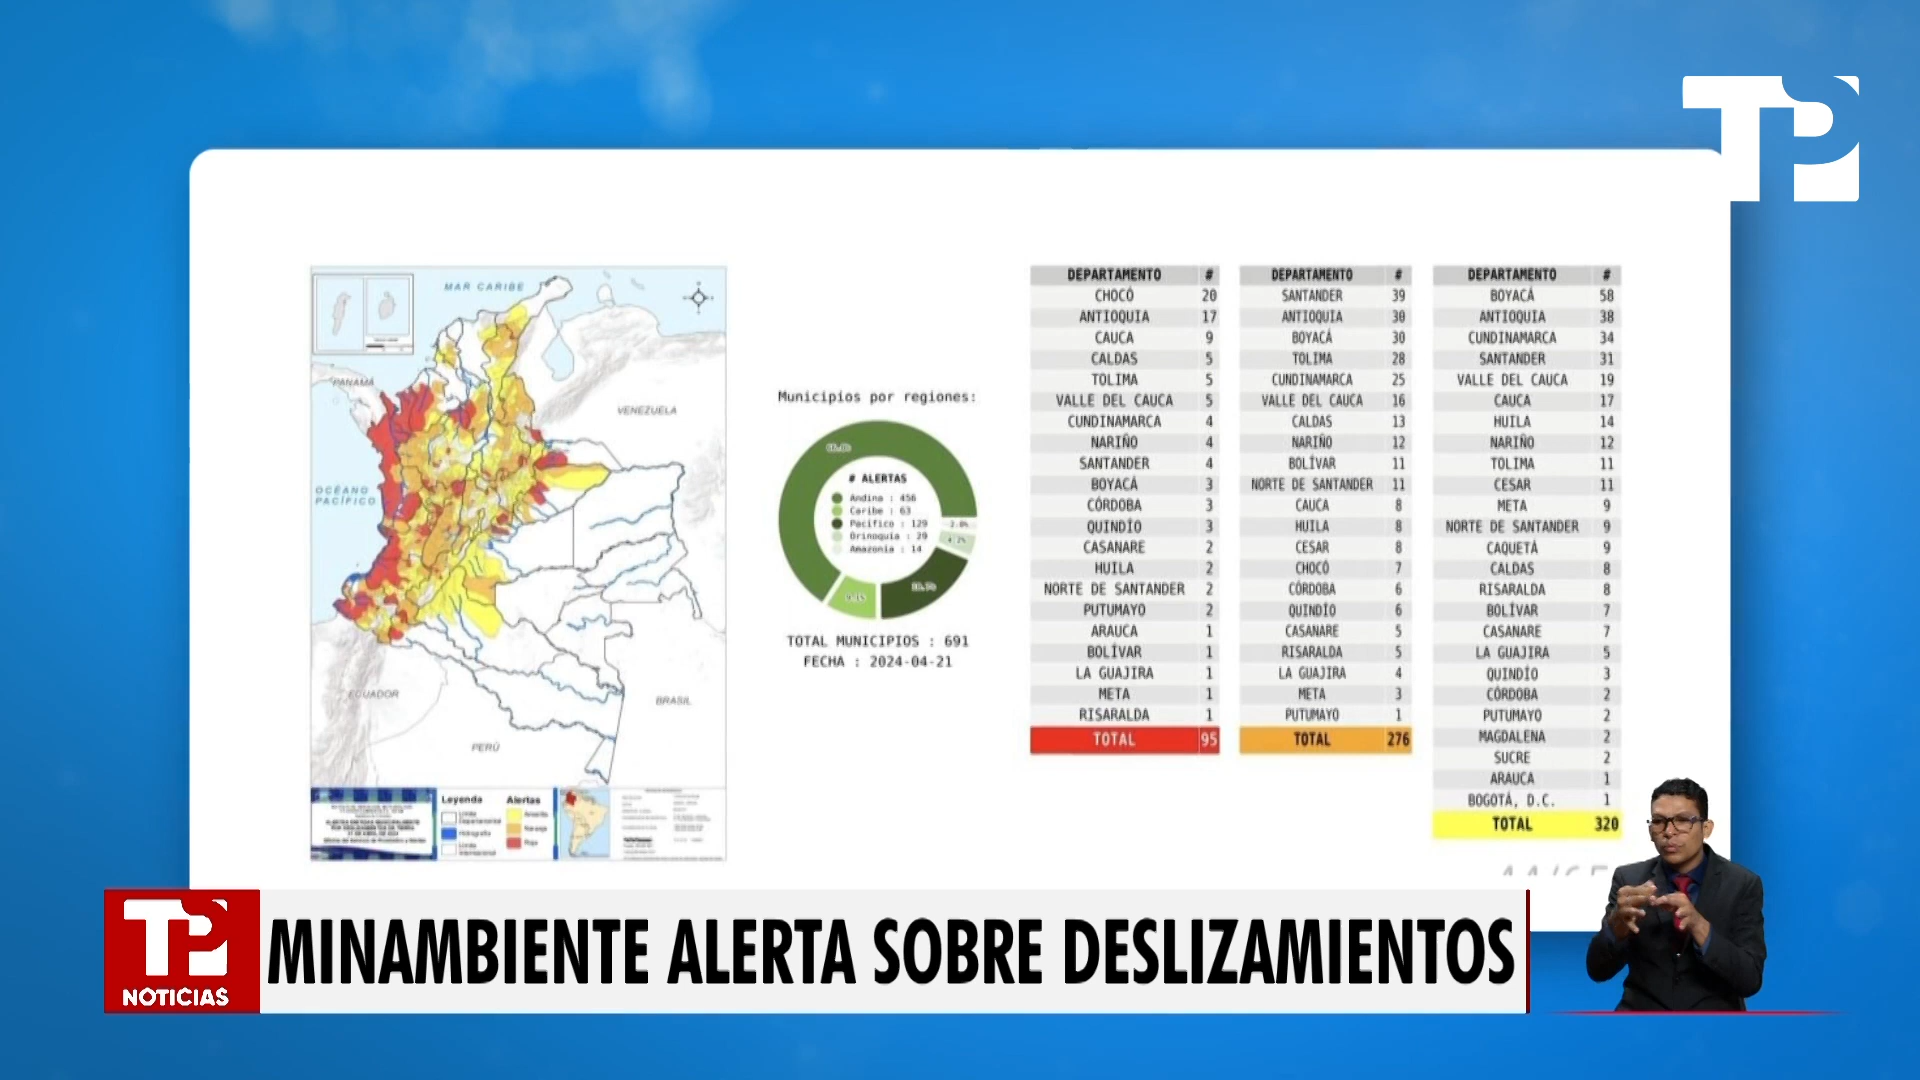 TP
MAR CARIBE
PANAMÁ
VENEZUELA
OCÉANO
PACÍFICO
ECUADOR
BRASIL
PERÚ
Leyenda
Límite
Departamental
Hidrografía
Límite
Internacional
Alertas
Amarilla
Naranja
Roja
Municipios por regiones:
# ALERTAS
Andina : 456
Caribe : 63
Pacífico : 129
Orinoquía : 29
Amazonía : 14
TOTAL MUNICIPIOS : 691
FECHA : 2024-04-21
DEPARTAMENTO #
CHOCÓ 20
ANTIOQUIA 17
CAUCA 9
CALDAS 5
TOLIMA 5
VALLE DEL CAUCA 5
CUNDINAMARCA 4
NARIÑO 4
SANTANDER 4
BOYACÁ 3
CÓRDOBA 3
QUINDÍO 3
CASANARE 2
HUILA 2
NORTE DE SANTANDER 2
PUTUMAYO 2
ARAUCA 1
BOLÍVAR 1
LA GUAJIRA 1
META 1
RISARALDA 1
TOTAL 95
DEPARTAMENTO #
SANTANDER 39
ANTIOQUIA 30
BOYACÁ 30
TOLIMA 28
CUNDINAMARCA 25
VALLE DEL CAUCA 16
CALDAS 13
NARIÑO 12
BOLÍVAR 11
NORTE DE SANTANDER 11
CAUCA 8
HUILA 8
CESAR 8
CHOCÓ 7
CÓRDOBA 6
QUINDÍO 6
CASANARE 5
RISARALDA 5
LA GUAJIRA 4
META 3
PUTUMAYO 1
TOTAL 276
DEPARTAMENTO #
BOYACÁ 58
ANTIOQUIA 38
CUNDINAMARCA 34
SANTANDER 31
VALLE DEL CAUCA 19
CAUCA 17
HUILA 14
NARIÑO 12
TOLIMA 11
CESAR 11
META 9
NORTE DE SANTANDER 9
CAQUETÁ 9
CALDAS 8
RISARALDA 8
BOLÍVAR 7
CASANARE 7
LA GUAJIRA 5
QUINDÍO 3
CÓRDOBA 2
PUTUMAYO 2
MAGDALENA 2
SUCRE 2
ARAUCA 1
BOGOTÁ, D.C. 1
TOTAL 320
TP
NOTICIAS
MINAMBIENTE ALERTA SOBRE DESLIZAMIENTOS